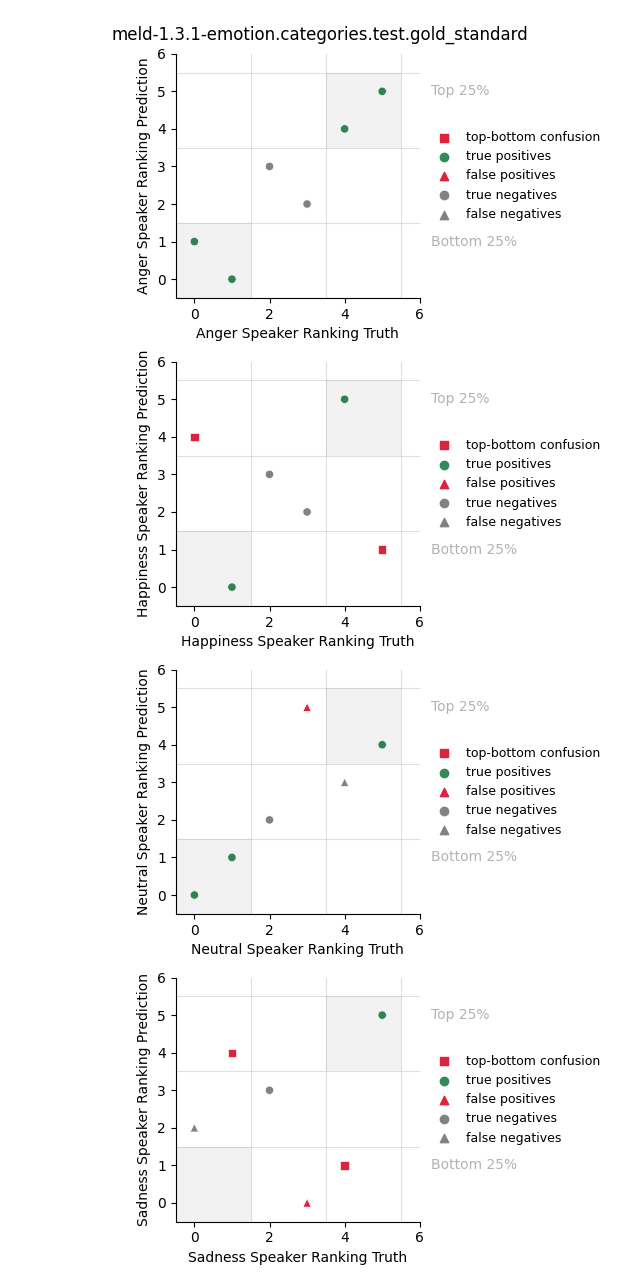 meld-1.3.1-emotion.categories.test.gold_standard
Anger Speaker Ranking Prediction
6
5
4
3
2
1
0
Top 25%
top-bottom confusion
true positives
false positives
true negatives
false negatives
Bottom 25%
0 2 4 6
Anger Speaker Ranking Truth
Happiness Speaker Ranking Prediction
6
5
4
3
2
1
0
Top 25%
top-bottom confusion
true positives
false positives
true negatives
false negatives
Bottom 25%
0 2 4 6
Happiness Speaker Ranking Truth
Neutral Speaker Ranking Prediction
6
5
4
3
2
1
0
Top 25%
top-bottom confusion
true positives
false positives
true negatives
false negatives
Bottom 25%
0 2 4 6
Neutral Speaker Ranking Truth
Sadness Speaker Ranking Prediction
6
5
4
3
2
1
0
Top 25%
top-bottom confusion
true positives
false positives
true negatives
false negatives
Bottom 25%
0 2 4 6
Sadness Speaker Ranking Truth